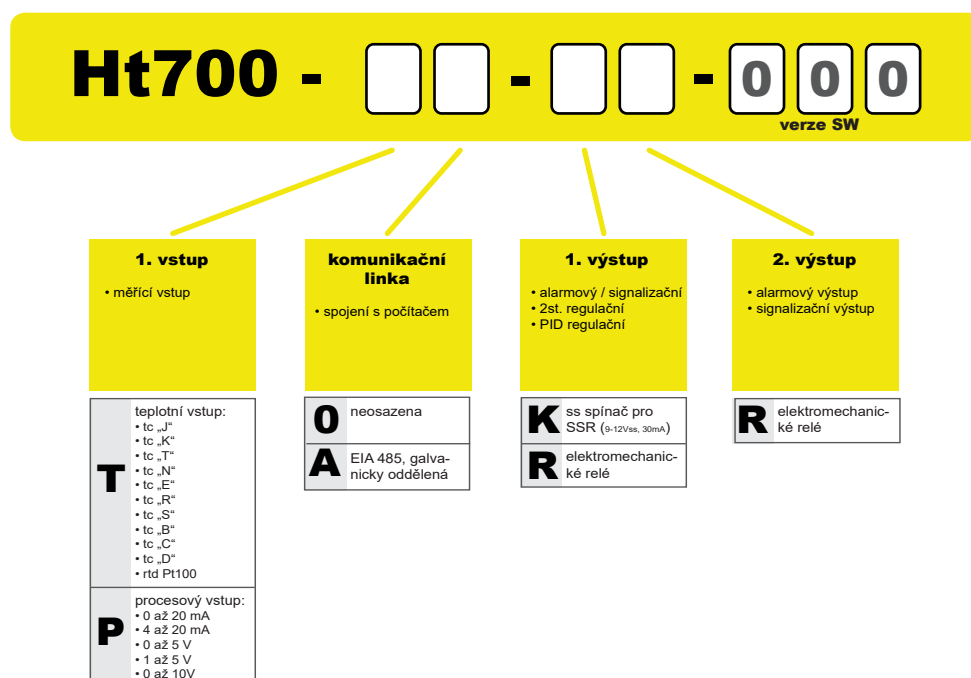 Ht700 - - - 0 0 0
verze SW
1. vstup
• měřící vstup
komunikační
linka
• spojení s počítačem
1. výstup
• alarmový / signalizační
• 2st. regulační
• PID regulační
2. výstup
• alarmový výstup
• signalizační výstup
T
teplotní vstup:
• tc „J“
• tc „K“
• tc „T“
• tc „N“
• tc „E“
• tc „R“
• tc „S“
• tc „B“
• tc „C“
• tc „D“
• rtd Pt100
P
procesový vstup:
• 0 až 20 mA
• 4 až 20 mA
• 0 až 5 V
• 1 až 5 V
• 0 až 10V
0
neosazena
A
EIA 485, galva-
nicky oddělená
K
ss spínač pro
SSR (9-12Vss, 30mA)
R
elektromechanic-
ké relé
R
elektromechanic-
ké relé